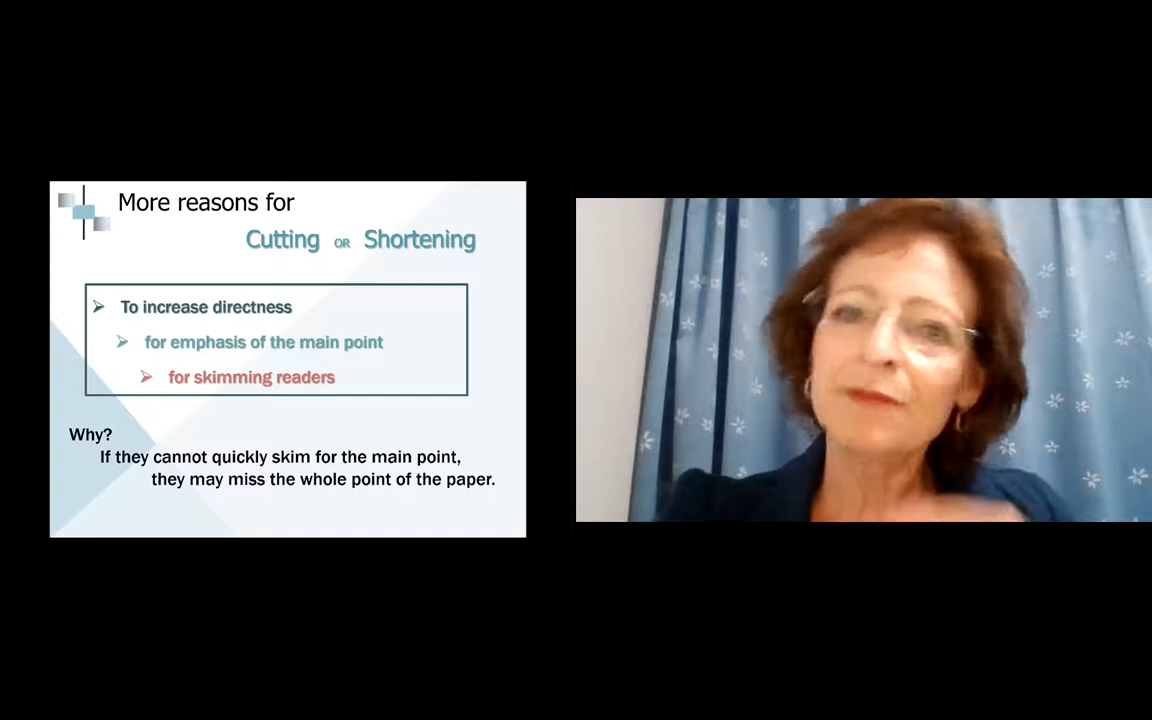 More reasons for
Cutting OR Shortening
To increase directness
for emphasis of the main point
for skimming readers
Why?
If they cannot quickly skim for the main point,
they may miss the whole point of the paper.